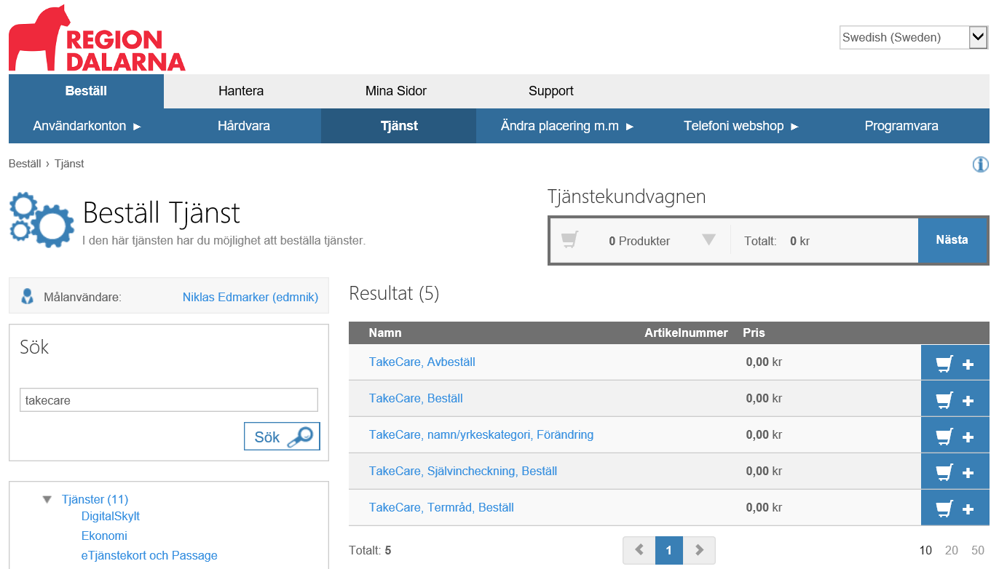 REGION
DALARNA
Swedish (Sweden)
Beställ Hantera Mina Sidor Support
Användarkonton ► Hårdvara Tjänst Ändra placering m.m ► Telefoni webshop ► Programvara
Beställ › Tjänst
Beställ Tjänst
I den här tjänsten har du möjlighet att beställa tjänster.
Tjänstekundvagnen
0 Produkter Totalt: 0 kr Nästa
Målanvändare: Niklas Edmarker (edmnik)
Sök
takecare
Sök
Tjänster (11)
DigitalSkylt
Ekonomi
eTjänstekort och Passage
Resultat (5)
Namn Artikelnummer Pris
TakeCare, Avbeställ 0,00 kr
TakeCare, Beställ 0,00 kr
TakeCare, namn/yrkeskategori, Förändring 0,00 kr
TakeCare, Självincheckning, Beställ 0,00 kr
TakeCare, Termråd, Beställ 0,00 kr
Totalt: 5 1 10 20 50